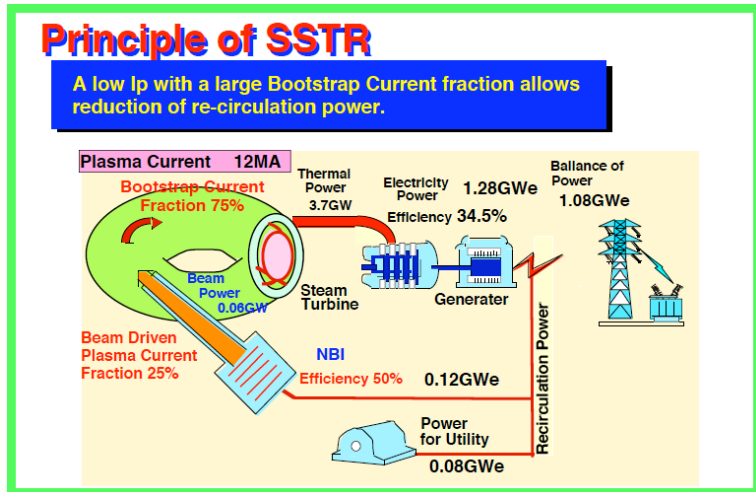 Principle of SSTR
A low Ip with a large Bootstrap Current fraction allows
reduction of re-circulation power.
Plasma Current 12MA
Bootstrap Current
Fraction 75%
Thermal
Power
3.7GW
Electricity
Power
1.28GWe
Efficiency 34.5%
Ballance of
Power
1.08GWe
Beam
Power
0.06GW
Steam
Turbine
Generater
Beam Driven
Plasma Current
Fraction 25%
NBI
Efficiency 50%
0.12GWe
Recirculation Power
Power
for Utility
0.08GWe